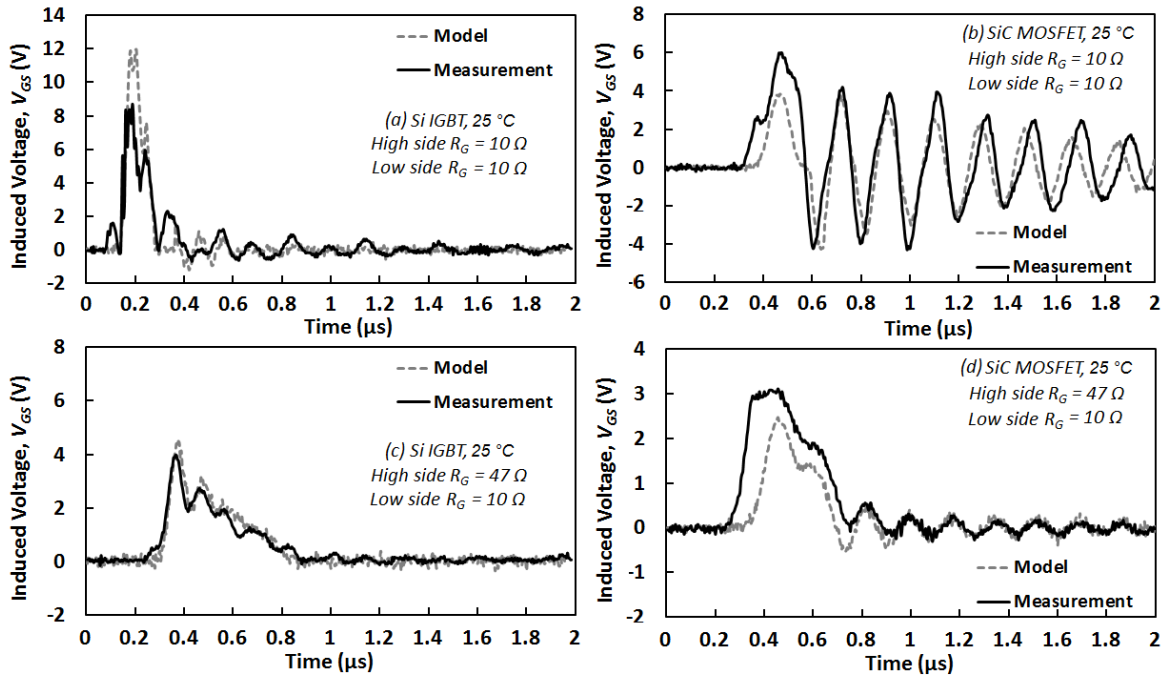 Induced Voltage, VGS (V)
14
12
10
8
6
4
2
0
-2
Model
Measurement
(a) Si IGBT, 25 °C
High side RG = 10 Ω
Low side RG = 10 Ω
0 0.2 0.4 0.6 0.8 1 1.2 1.4 1.6 1.8 2
Time (µs)
Induced Voltage, VGS (V)
8
6
4
2
0
-2
-4
-6
(b) SiC MOSFET, 25 °C
High side RG = 10 Ω
Low side RG = 10 Ω
Model
Measurement
0 0.2 0.4 0.6 0.8 1 1.2 1.4 1.6 1.8 2
Time (µs)
Induced Voltage, VGS (V)
8
6
4
2
0
-2
Model
Measurement
(c) Si IGBT, 25 °C
High side RG = 47 Ω
Low side RG = 10 Ω
0 0.2 0.4 0.6 0.8 1 1.2 1.4 1.6 1.8 2
Time (µs)
Induced Voltage, VGS (V)
4
3
2
1
0
-1
-2
(d) SiC MOSFET, 25 °C
High side RG = 47 Ω
Low side RG = 10 Ω
Model
Measurement
0 0.2 0.4 0.6 0.8 1 1.2 1.4 1.6 1.8 2
Time (µs)